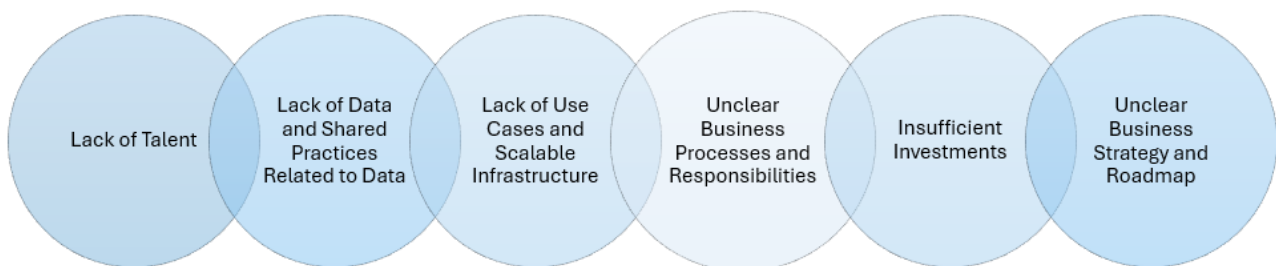 Lack of Talent
Lack of Data
and Shared
Practices
Related to Data
Lack of Use
Cases and
Scalable
Infrastructure
Unclear
Business
Processes and
Responsibilities
Insufficient
Investments
Unclear
Business
Strategy and
Roadmap